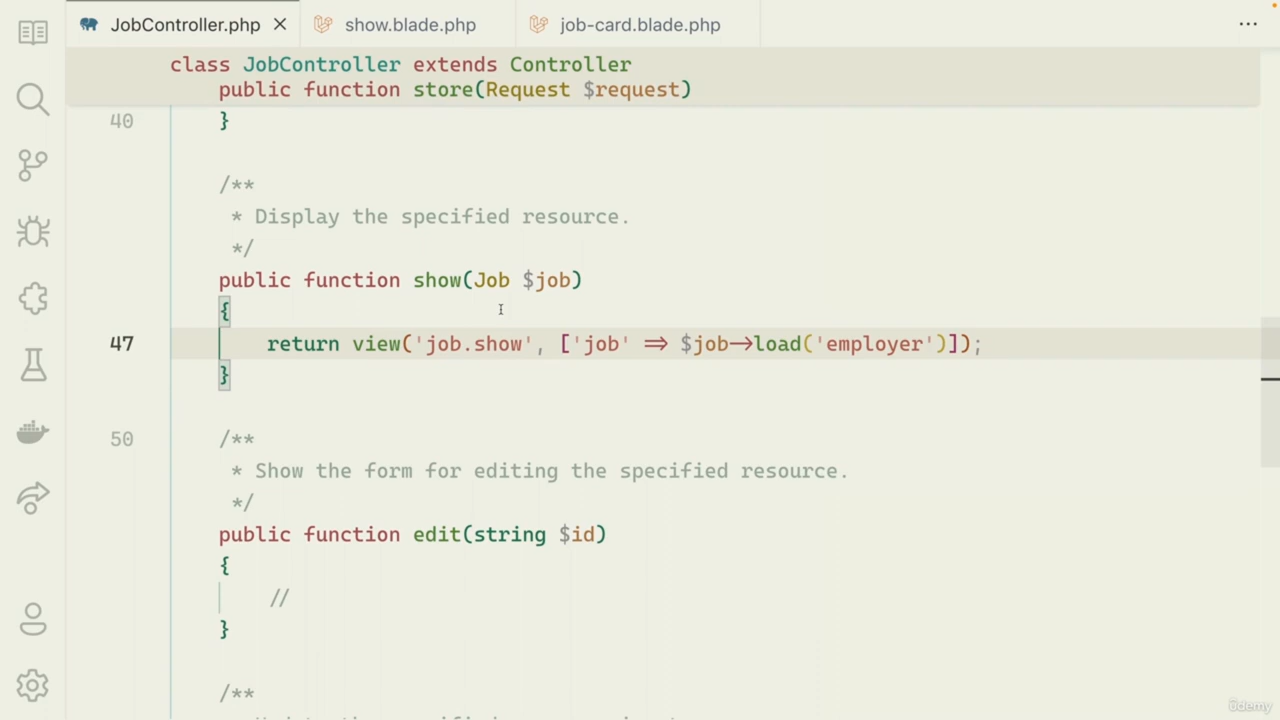 JobController.php
show.blade.php
job-card.blade.php
class JobController extends Controller
public function store(Request $request)
40 }
/**
* Display the specified resource.
*/
public function show(Job $job)
{
47 return view('job.show', ['job' => $job->load('employer')]);
}
50 /**
* Show the form for editing the specified resource.
*/
public function edit(string $id)
{
//
}
/**
ûdemy